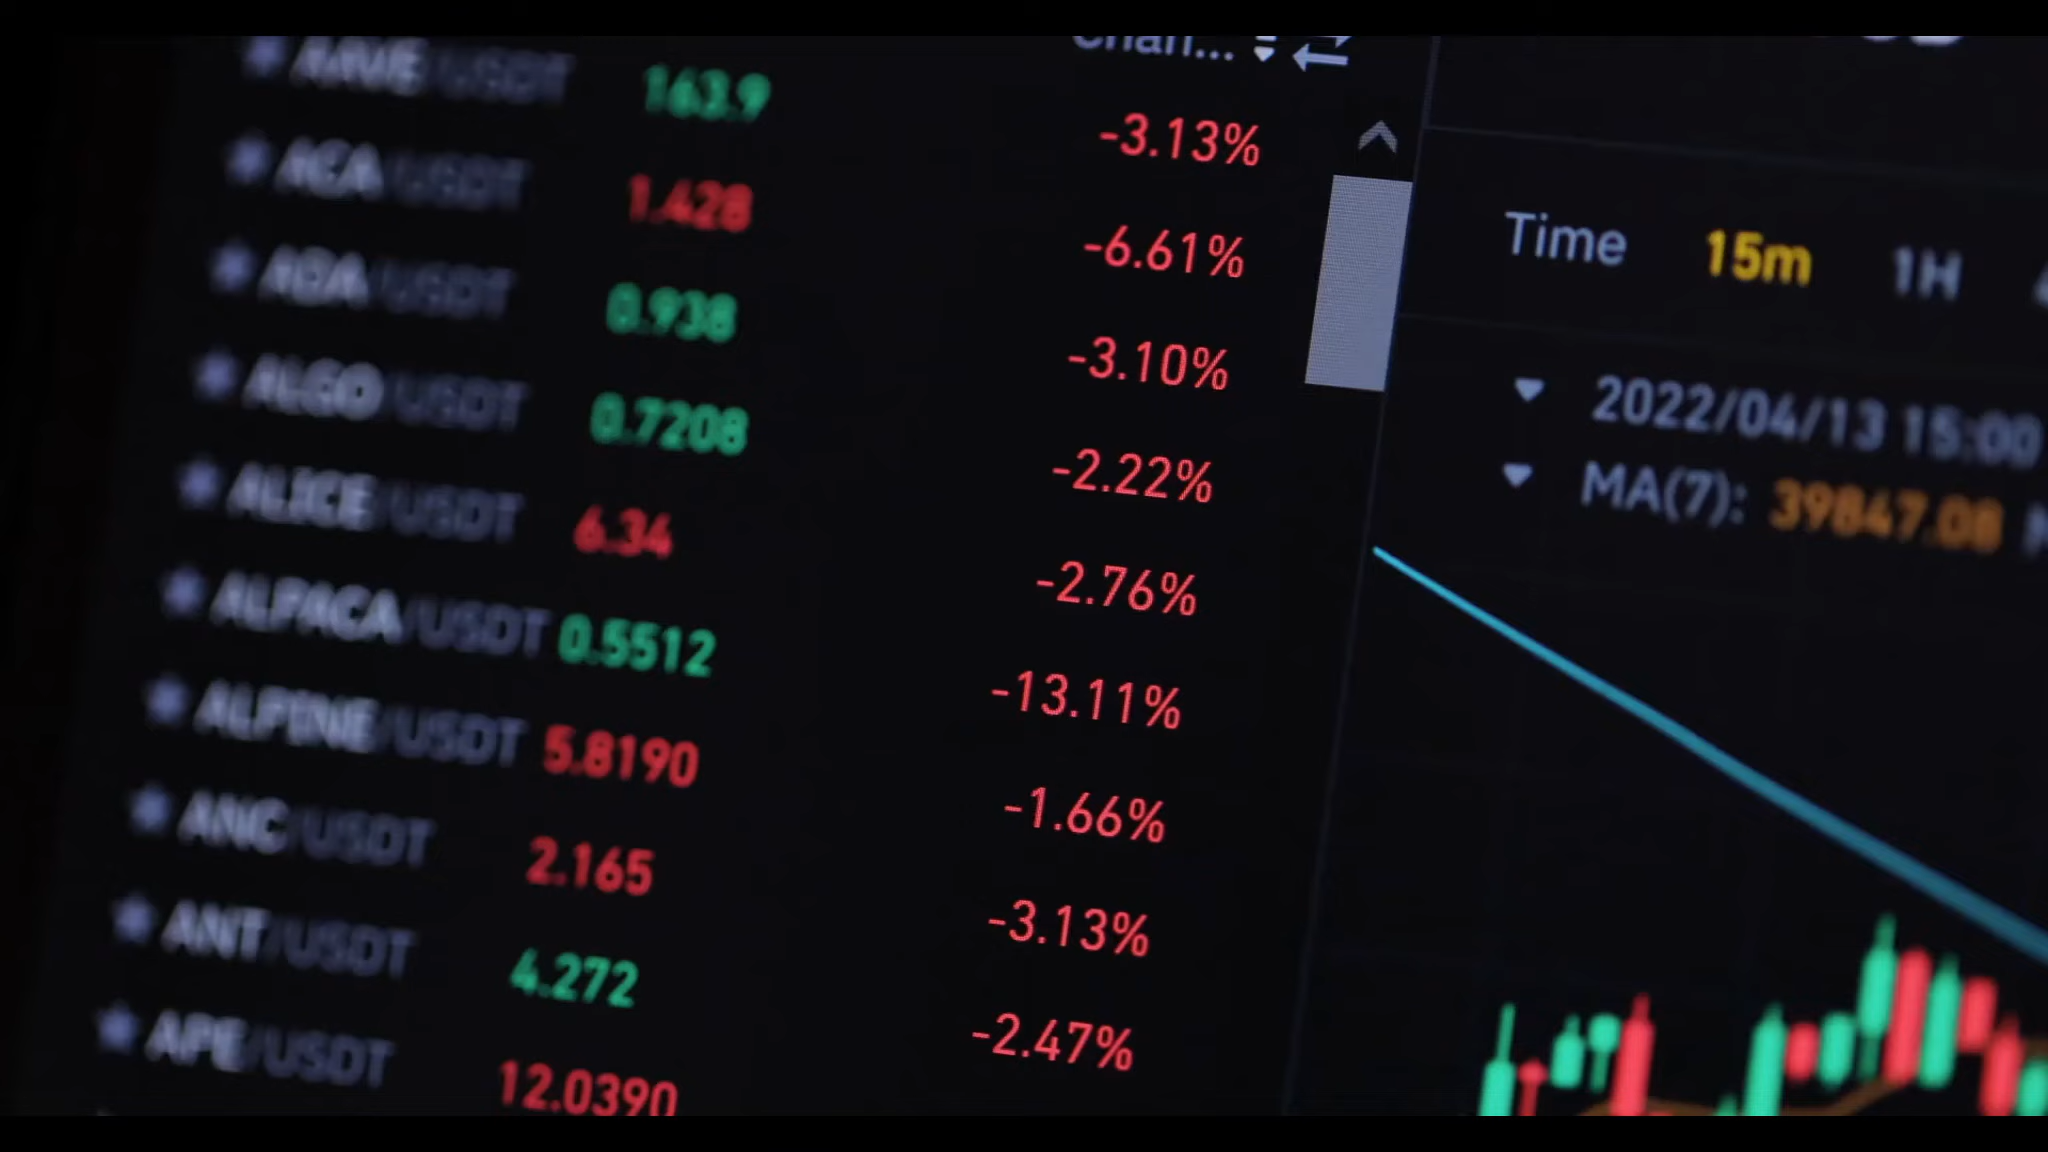 Chan...
AAVE/USDT 163.9 -3.13%
ACA/USDT 1.428 -6.61%
ADA/USDT 0.938 -3.10%
ALGO/USDT 0.7208 -2.22%
ALICE/USDT 6.34 -2.76%
ALPACA/USDT 0.5512 -13.11%
ALPINE/USDT 5.8190 -1.66%
ANC/USDT 2.165 -3.13%
ANT/USDT 4.272 -2.47%
APE/USDT 12.0390
Time 15m 1H
2022/04/13 15:00
MA(7): 39847.08